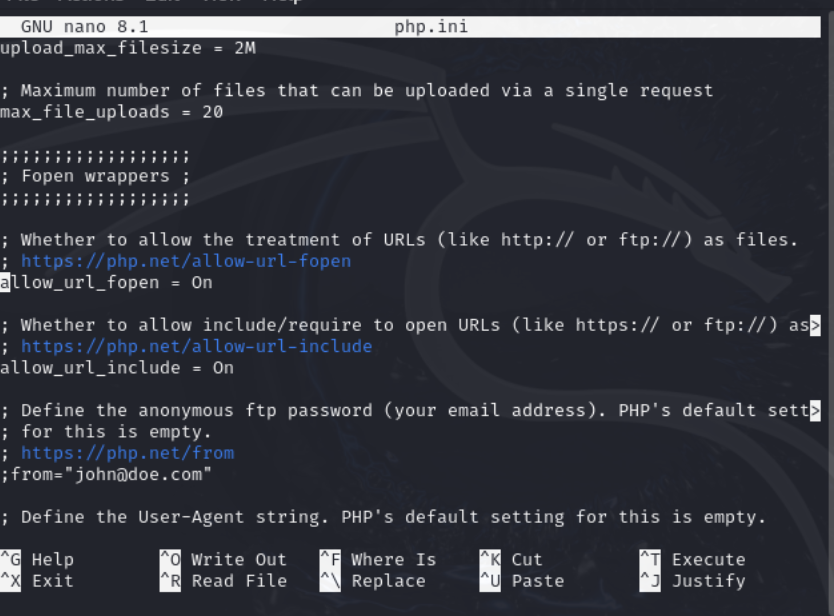 GNU nano 8.1 php.ini
upload_max_filesize = 2M
; Maximum number of files that can be uploaded via a single request
max_file_uploads = 20
;;;;;;;;;;;;;;;;;;
; Fopen wrappers ;
;;;;;;;;;;;;;;;;;;
; Whether to allow the treatment of URLs (like http:// or ftp://) as files.
; https://php.net/allow-url-fopen
allow_url_fopen = On
; Whether to allow include/require to open URLs (like https:// or ftp://) as>
; https://php.net/allow-url-include
allow_url_include = On
; Define the anonymous ftp password (your email address). PHP's default sett>
; for this is empty.
; https://php.net/from
;from="john@doe.com"
; Define the User-Agent string. PHP's default setting for this is empty.
^G Help ^O Write Out ^F Where Is ^K Cut ^T Execute
^X Exit ^R Read File ^\ Replace ^U Paste ^J Justify